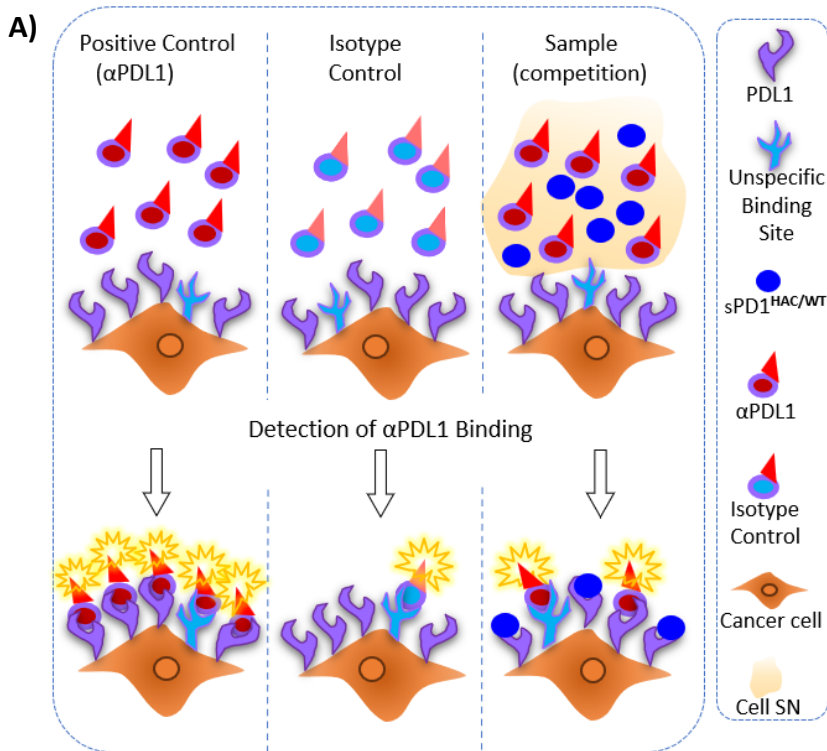 A)
Positive Control
(αPDL1)
Isotype
Control
Sample
(competition)
Detection of αPDL1 Binding
PDL1
Unspecific
Binding
Site
sPD1HAC/WT
αPDL1
Isotype
Control
Cancer cell
Cell SN